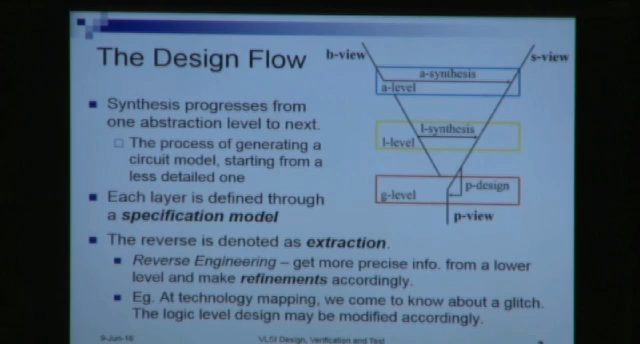 The Design Flow
Synthesis progresses from
one abstraction level to next.
The process of generating a
circuit model, starting from a
less detailed one
Each layer is defined through
a specification model
The reverse is denoted as extraction.
Reverse Engineering – get more precise info. from a lower
level and make refinements accordingly.
Eg. At technology mapping, we come to know about a glitch.
The logic level design may be modified accordingly.
b-view
s-view
a-synthesis
a-level
l-synthesis
l-level
p-design
g-level
p-view
9-Jun-16
VLSI Design, Verification and Test